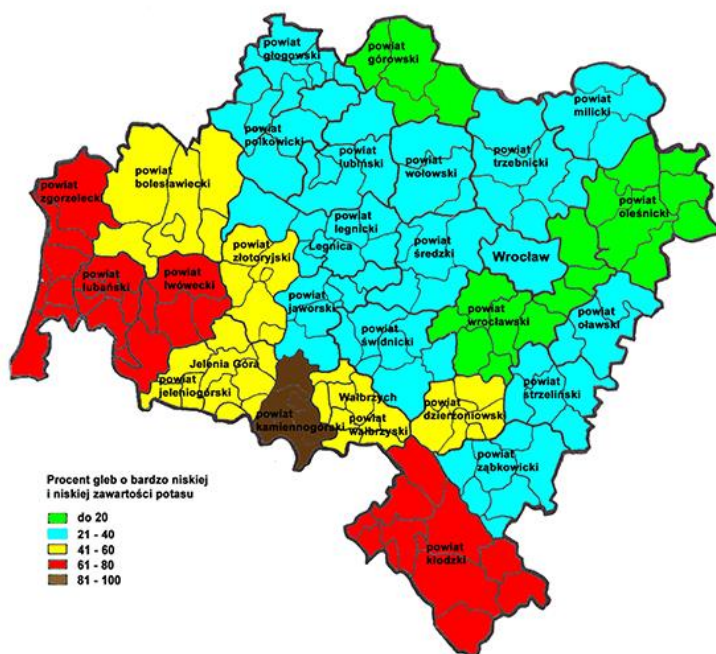 powiat
głogowski
powiat
górowski
powiat
milicki
powiat
polkowicki
powiat
lubiński
powiat
wołowski
powiat
trzebnicki
powiat
zgorzelecki
powiat
bolesławiecki
powiat
oleśnicki
powiat
legnicki
Legnica
powiat
złotoryjski
powiat
średzki
Wrocław
powiat
lubański
powiat
lwówecki
powiat
jaworski
powiat
wrocławski
powiat
oławski
powiat
świdnicki
Jelenia Góra
powiat
jeleniogórski
Wałbrzych
powiat
wałbrzyski
powiat
dzierżoniowski
powiat
strzeliński
powiat
kamiennogórski
powiat
ząbkowicki
powiat
kłodzki
Procent gleb o bardzo niskiej
i niskiej zawartości potasu
do 20
21 - 40
41 - 60
61 - 80
81 - 100